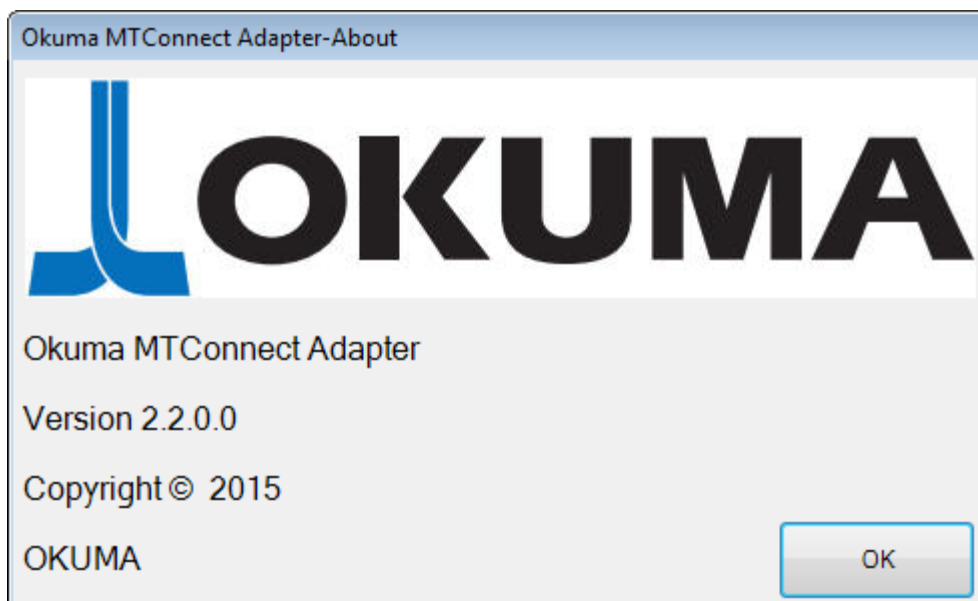 Okuma MTConnect Adapter-About
OKUMA
Okuma MTConnect Adapter
Version 2.2.0.0
Copyright ©  2015
OKUMA
OK